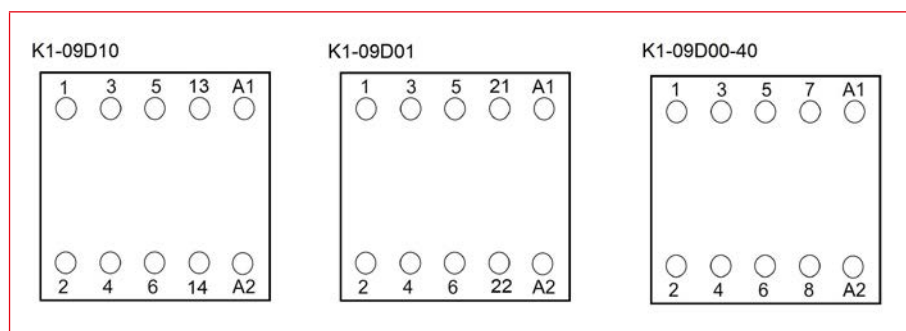 K1-09D10
1 3 5 13 A1
2 4 6 14 A2
K1-09D01
1 3 5 21 A1
2 4 6 22 A2
K1-09D00-40
1 3 5 7 A1
2 4 6 8 A2